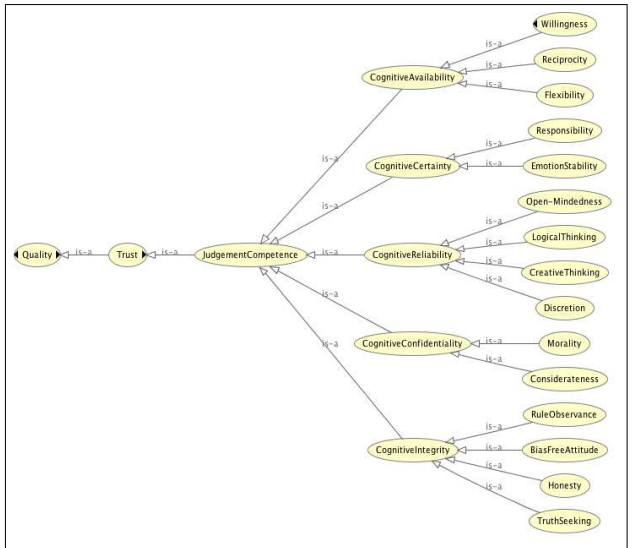 Willingness
is-a
Reciprocity
is-a
CognitiveAvailability
is-a
Flexibility
Responsibility
is-a
is-a
CognitiveCertainty
is-a
EmotionStability
is-a
Open-Mindedness
is-a
LogicalThinking
is-a
Quality
is-a
Trust
is-a
JudgementCompetence
is-a
CognitiveReliability
is-a
CreativeThinking
is-a
Discretion
CognitiveConfidentiality
is-a
Morality
is-a
is-a
is-a
Considerateness
RuleObservance
is-a
CognitiveIntegrity
is-a
BiasFreeAttitude
is-a
Honesty
is-a
TruthSeeking